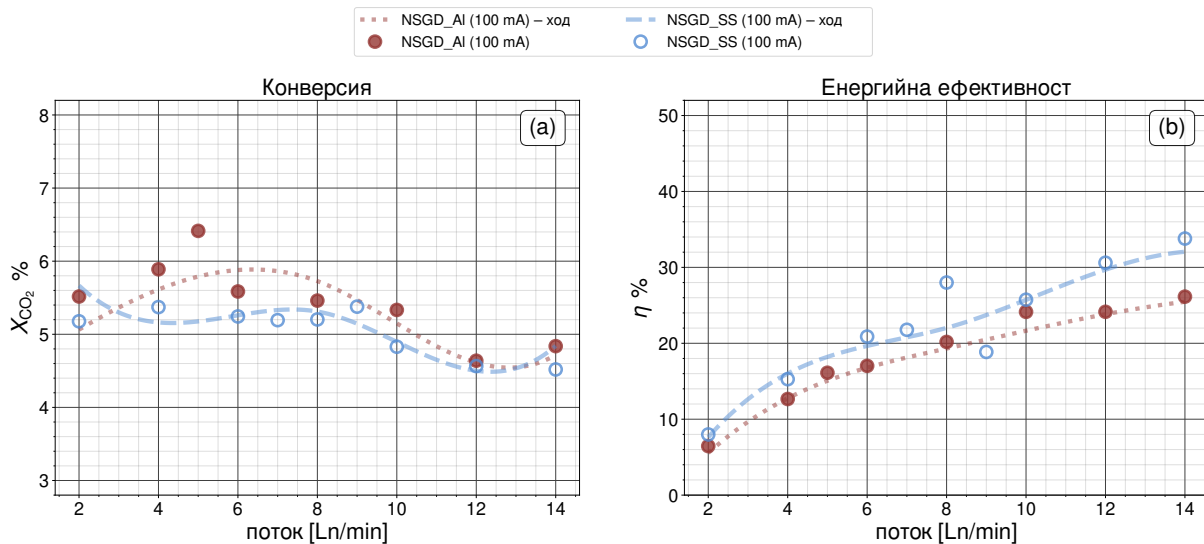 NSGD_Al (100 mA) – ход
NSGD_Al (100 mA)
NSGD_SS (100 mA) – ход
NSGD_SS (100 mA)
Конверсия
(a)
8
7
6
5
4
3
X_CO₂ %
2 4 6 8 10 12 14
поток [Ln/min]
Енергийна ефективност
(b)
50
40
30
20
10
0
η %
2 4 6 8 10 12 14
поток [Ln/min]